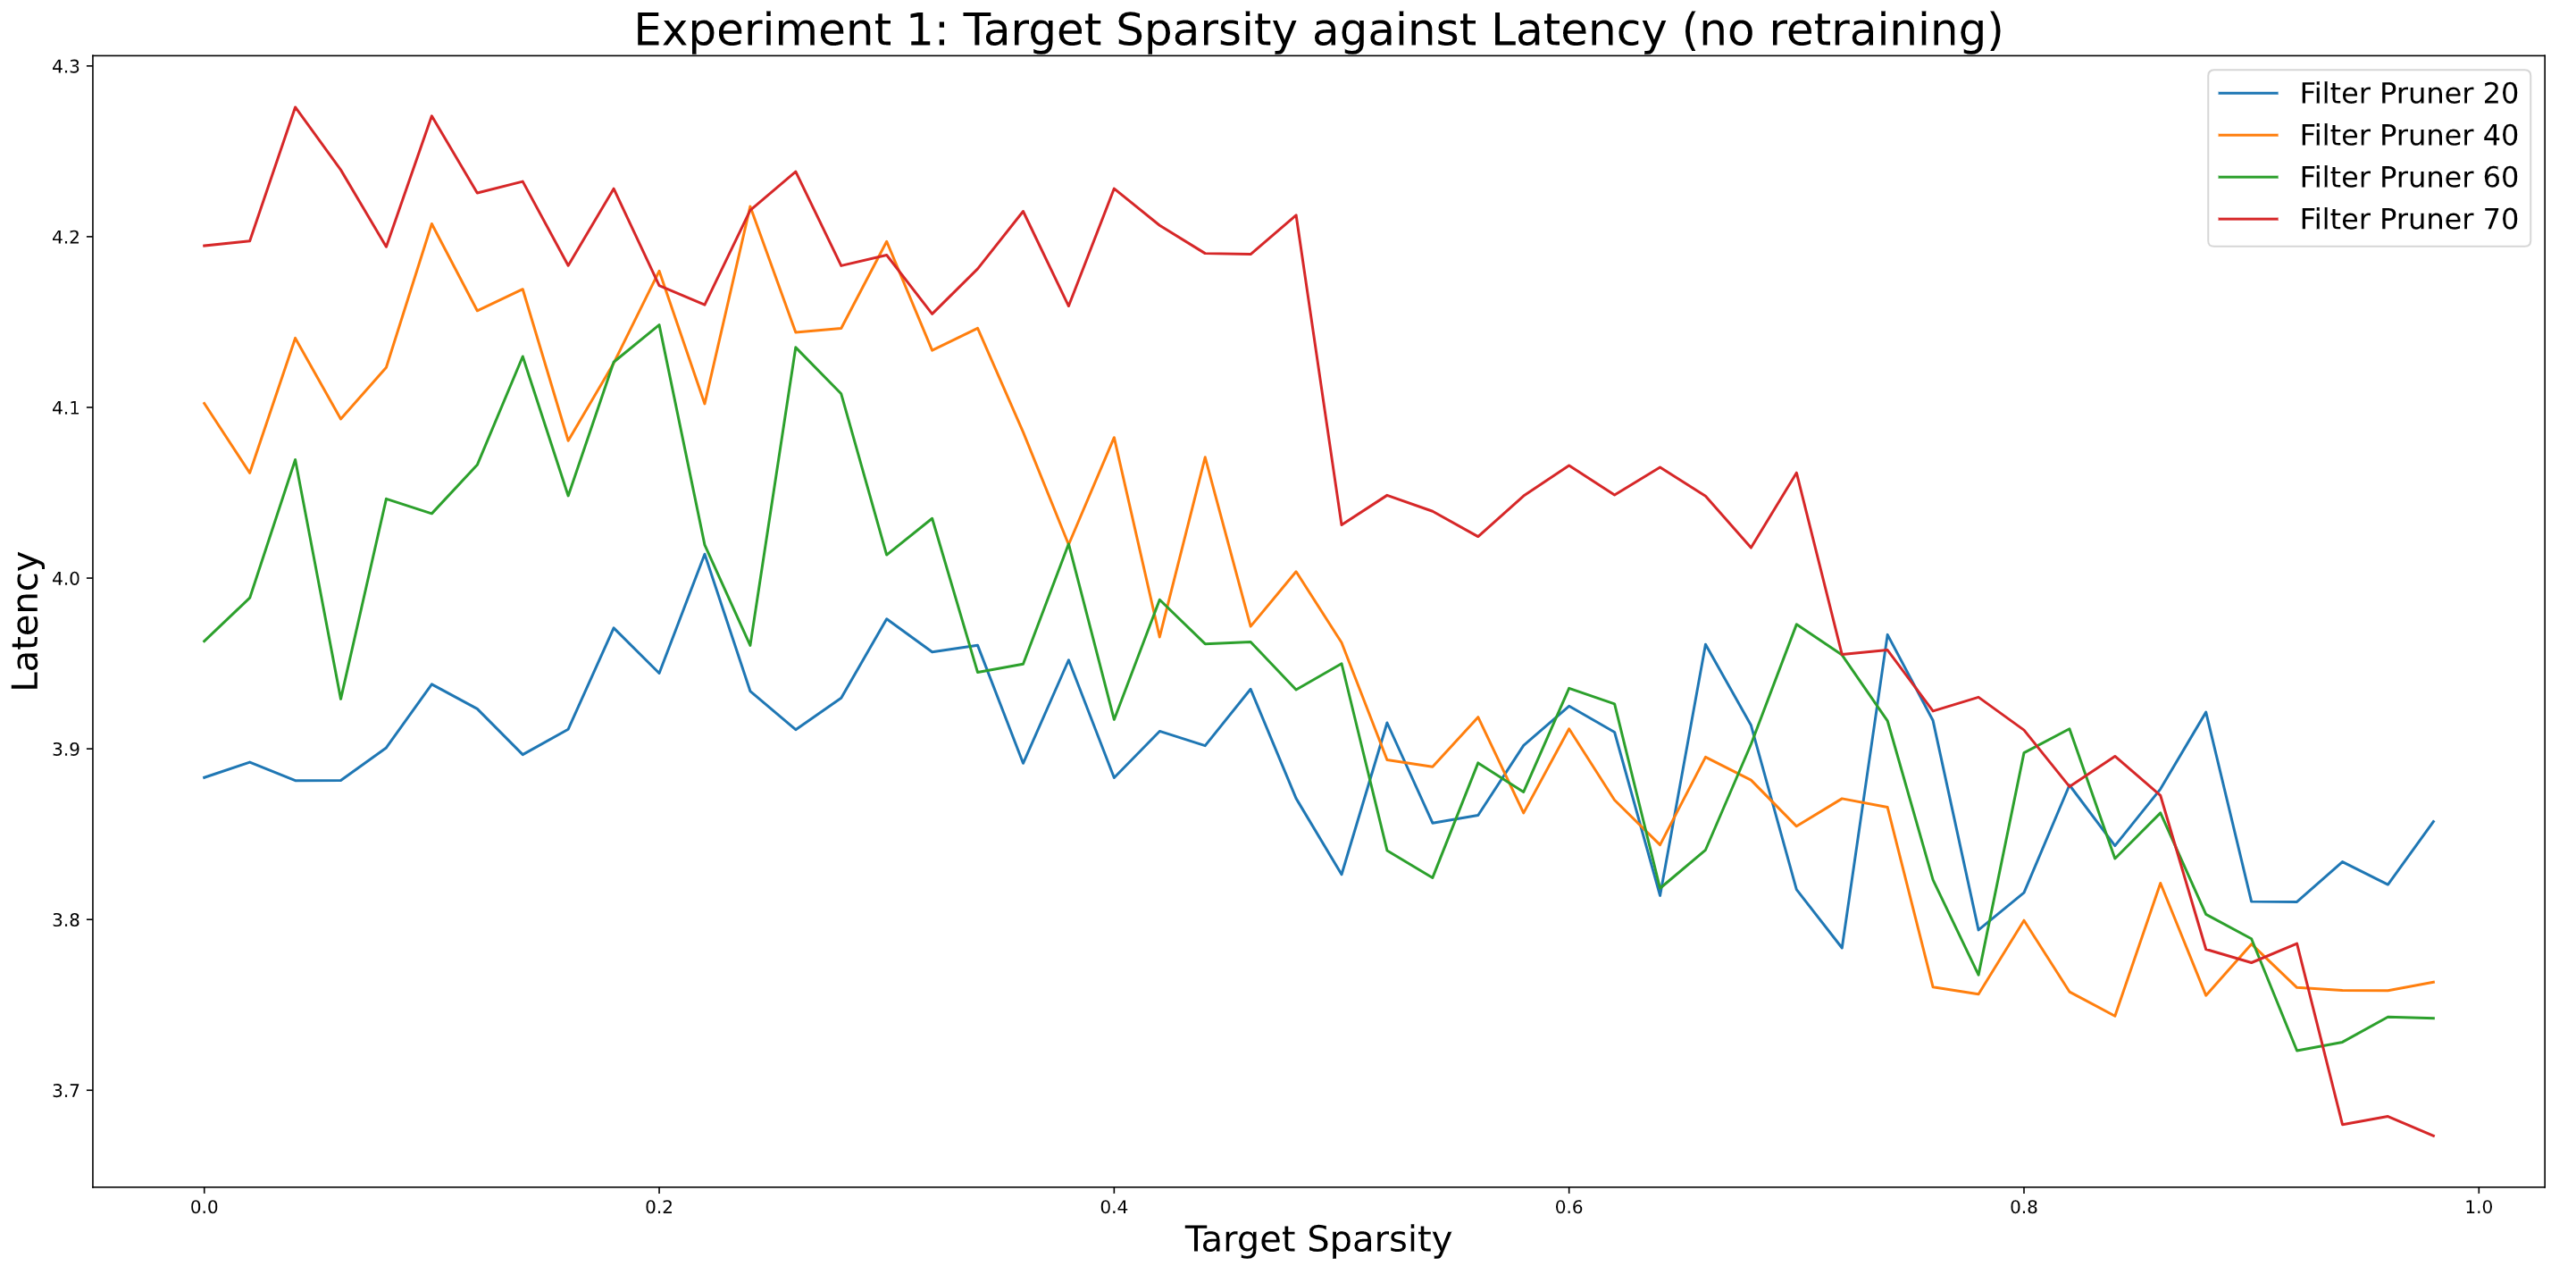 Experiment 1: Target Sparsity against Latency (no retraining)
Filter Pruner 20
Filter Pruner 40
Filter Pruner 60
Filter Pruner 70
Latency
4.3
4.2
4.1
4.0
3.9
3.8
3.7
0.0 0.2 0.4 0.6 0.8 1.0
Target Sparsity